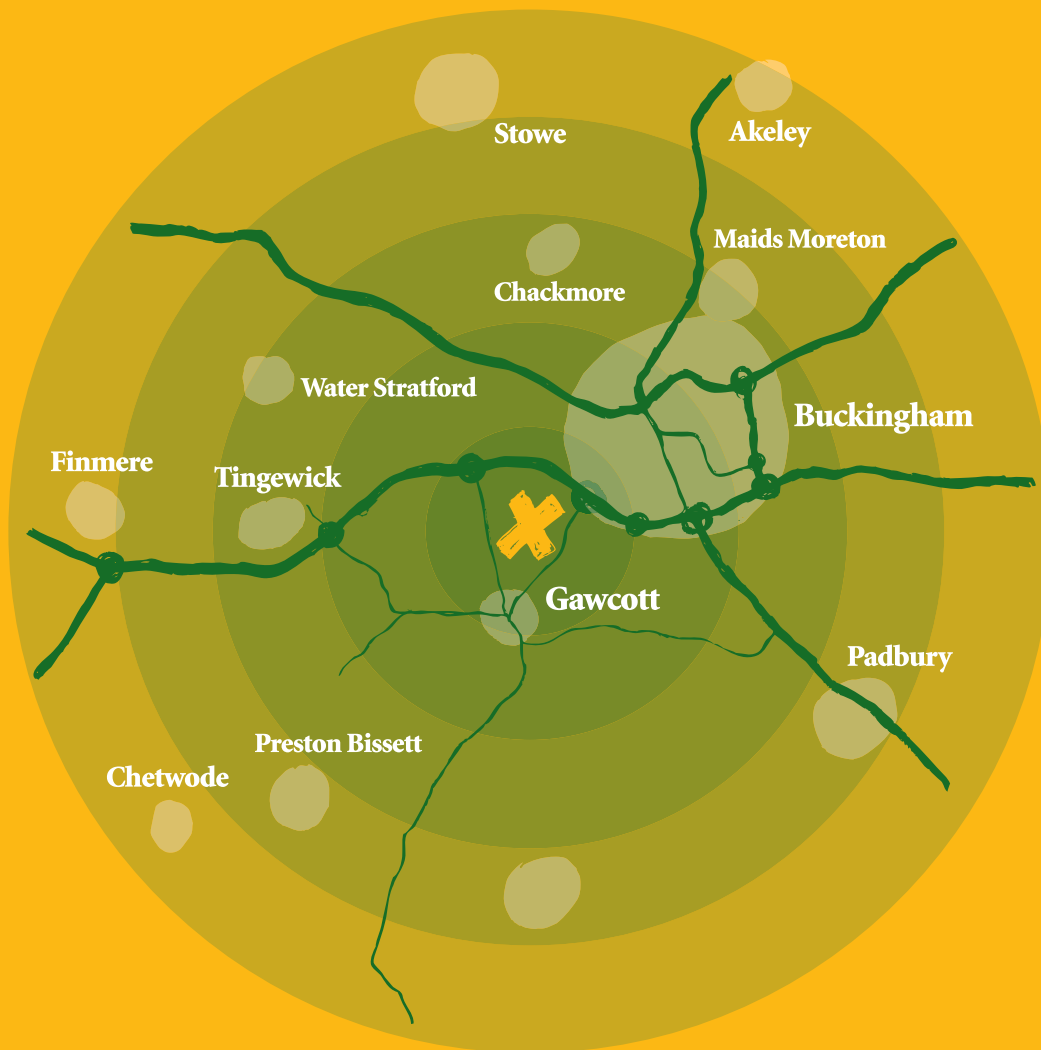 Stowe
Akeley
Maids Moreton
Chackmore
Water Stratford
Buckingham
Finmere
Tingewick
Gawcott
Padbury
Preston Bissett
Chetwode